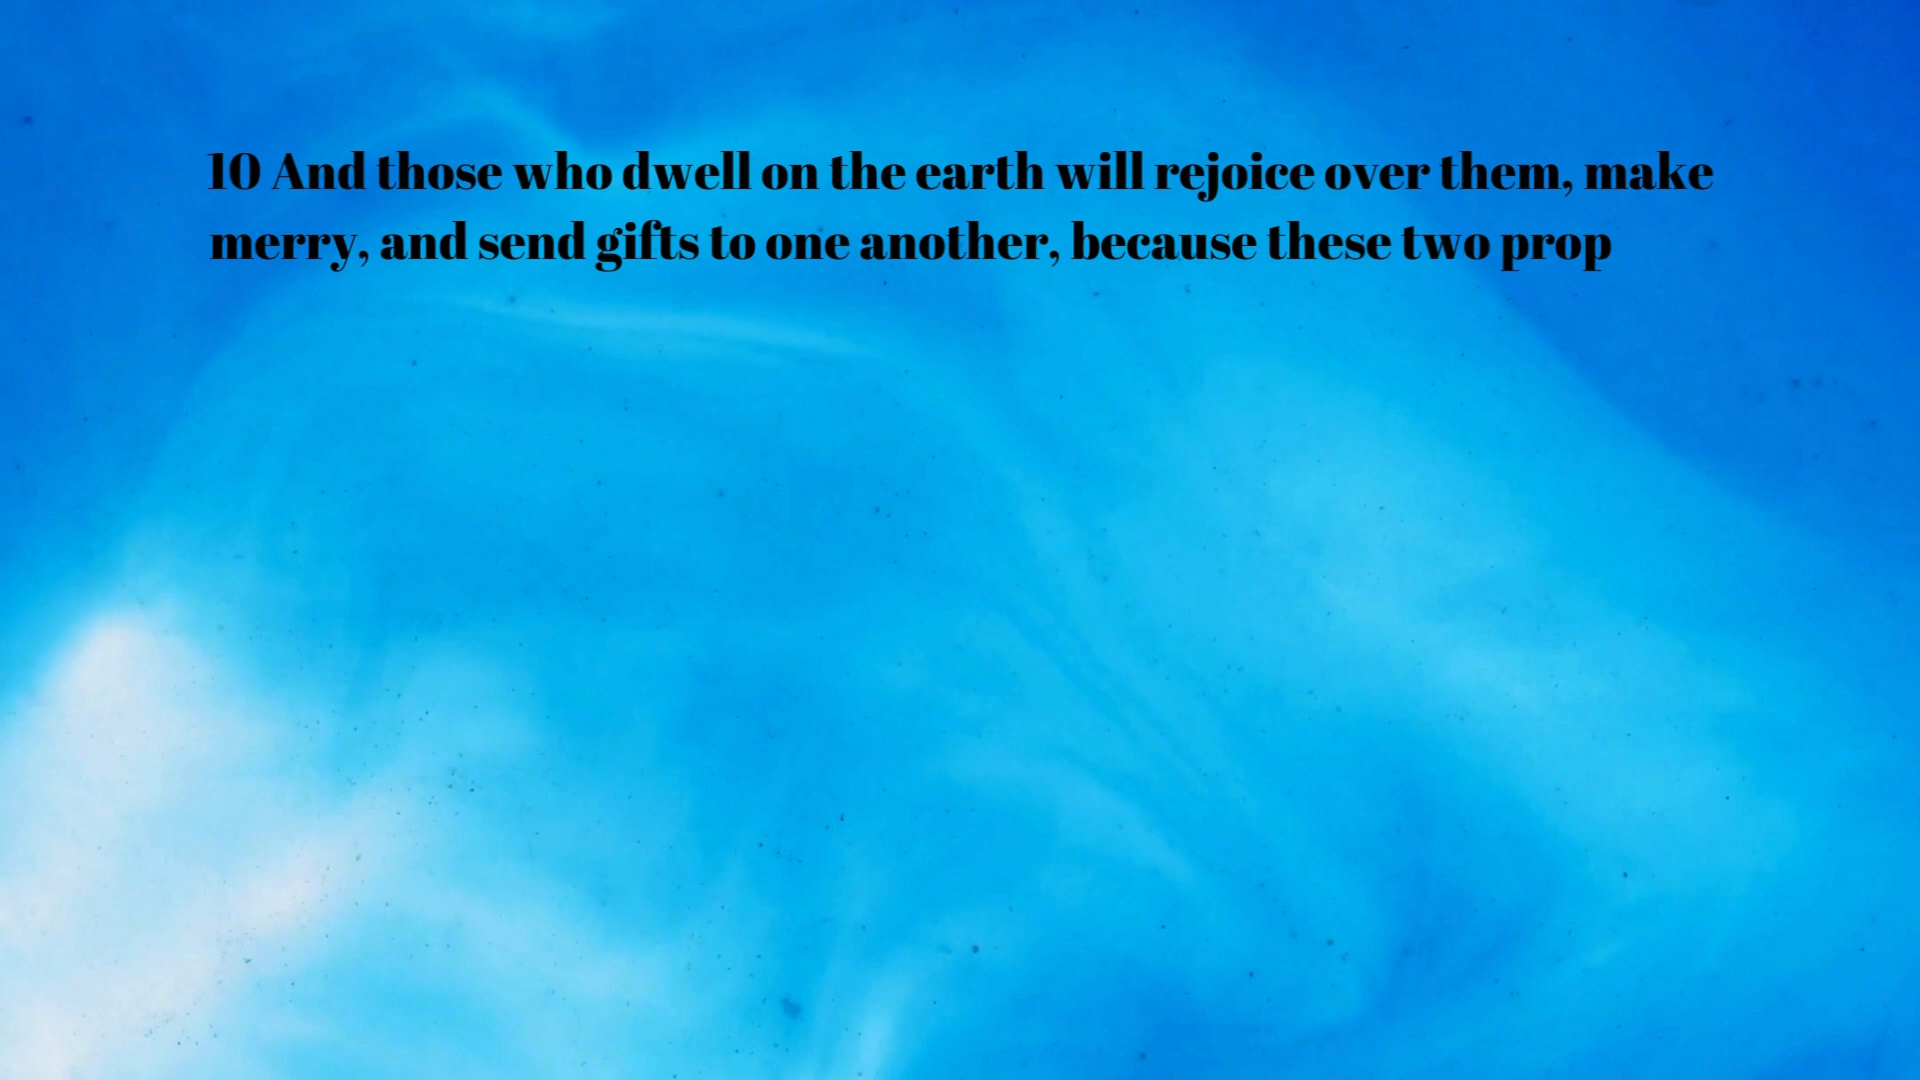 10 And those who dwell on the earth will rejoice over them, make
merry, and send gifts to one another, because these two prop